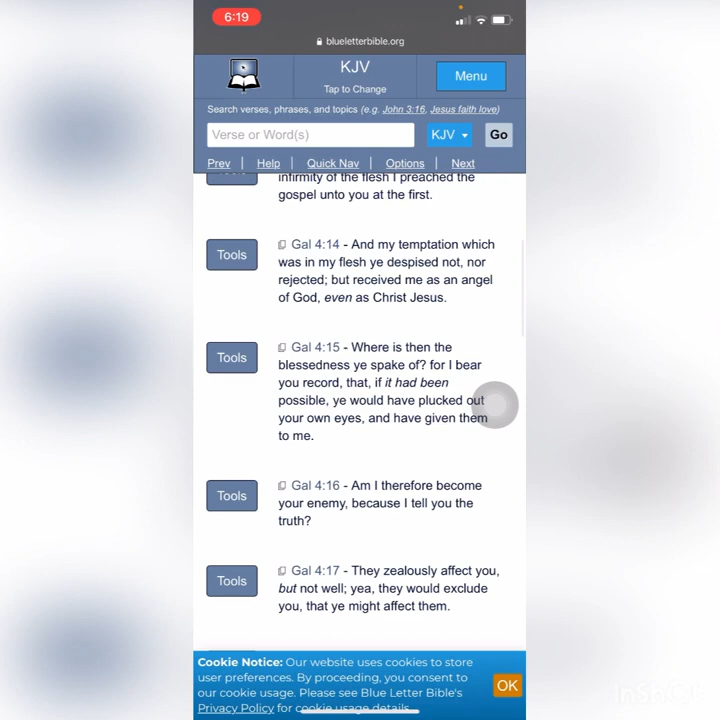 6:19
blueletterbible.org
KJV
Tap to Change
Menu
Search verses, phrases, and topics (e.g. John 3:16, Jesus faith love)
Verse or Word(s)
KJV
Go
Prev | Help | Quick Nav | Options | Next
infirmity of the flesh I preached the
gospel unto you at the first.
Tools
Gal 4:14 - And my temptation which
was in my flesh ye despised not, nor
rejected; but received me as an angel
of God, even as Christ Jesus.
Tools
Gal 4:15 - Where is then the
blessedness ye spake of? for I bear
you record, that, if it had been
possible, ye would have plucked out
your own eyes, and have given them
to me.
Tools
Gal 4:16 - Am I therefore become
your enemy, because I tell you the
truth?
Tools
Gal 4:17 - They zealously affect you,
but not well; yea, they would exclude
you, that ye might affect them.
Cookie Notice: Our website uses cookies to store
user preferences. By proceeding, you consent to
our cookie usage. Please see Blue Letter Bible's
Privacy Policy for cookie usage details.
OK
InShOt